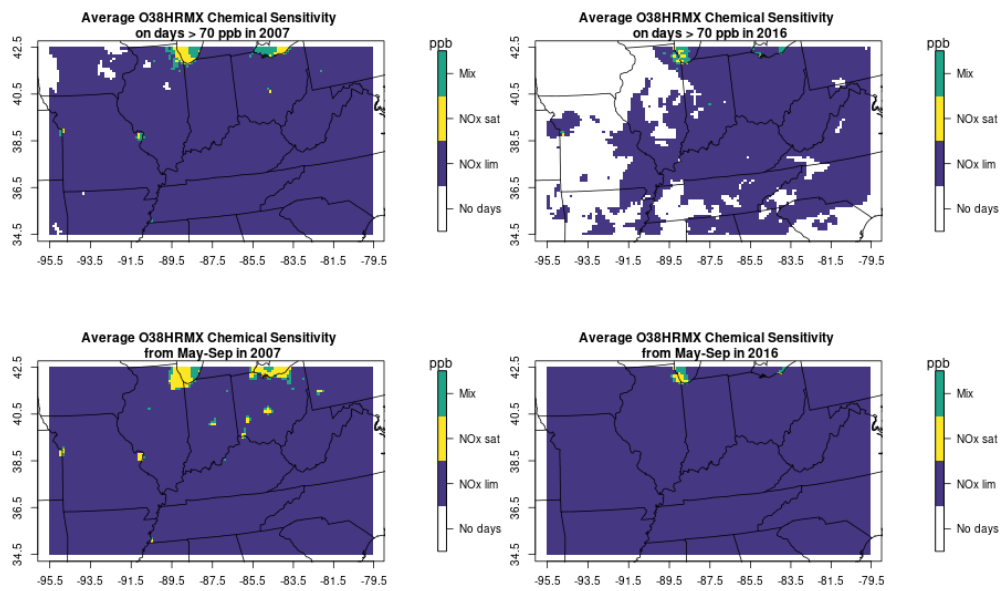 Average O38HRMX Chemical Sensitivity
on days > 70 ppb in 2007
42.5
40.5
38.5
36.5
34.5
-95.5 -93.5 -91.5 -89.5 -87.5 -85.5 -83.5 -81.5 -79.5
ppb
Mix
NOx sat
NOx lim
No days
Average O38HRMX Chemical Sensitivity
on days > 70 ppb in 2016
42.5
40.5
38.5
36.5
34.5
-95.5 -93.5 -91.5 -89.5 -87.5 -85.5 -83.5 -81.5 -79.5
ppb
Mix
NOx sat
NOx lim
No days
Average O38HRMX Chemical Sensitivity
from May-Sep in 2007
42.5
40.5
38.5
36.5
34.5
-95.5 -93.5 -91.5 -89.5 -87.5 -85.5 -83.5 -81.5 -79.5
ppb
Mix
NOx sat
NOx lim
No days
Average O38HRMX Chemical Sensitivity
from May-Sep in 2016
42.5
40.5
38.5
36.5
34.5
-95.5 -93.5 -91.5 -89.5 -87.5 -85.5 -83.5 -81.5 -79.5
ppb
Mix
NOx sat
NOx lim
No days